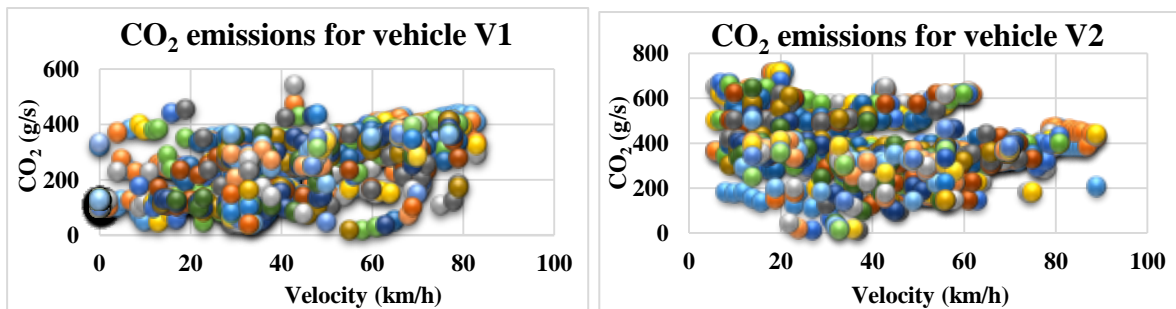 CO₂ emissions for vehicle V1
600
400
200
0
0 20 40 60 80 100
CO₂ (g/s)
Velocity (km/h)
CO₂ emissions for vehicle V2
800
600
400
200
0
0 20 40 60 80 100
CO₂ (g/s)
Velocity (km/h)